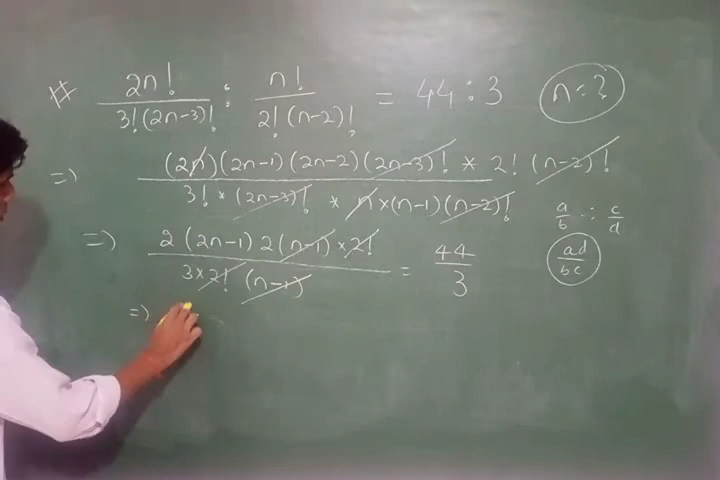 # 2n! / 3!(2n-3)! : n! / 2!(n-2)! = 44:3 n=?
=) (2n)(2n-1)(2n-2)(2n-3)! * 2! (n-2)! / 3! * (2n-3)! * n×(n-1)(n-2)!
a/b : c/d
=) 2(2n-1)2(n-1)×2! / 3×2! (n-1) = 44/3
ad/bc
=)